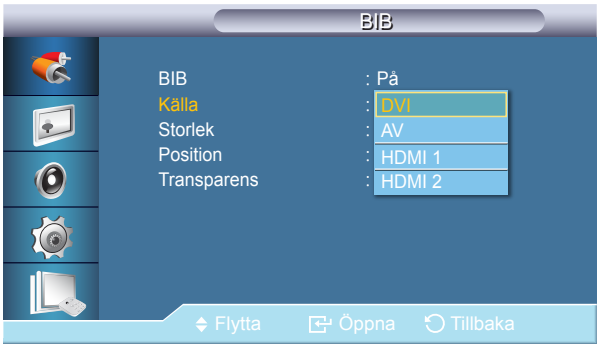 BIB
BIB : På
Källa : DVI
Storlek : AV
Position : HDMI 1
Transparens : HDMI 2
Flytta Öppna Tillbaka